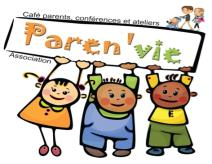 Café parents, conférences et ateliers
Paren'vie
Association
E